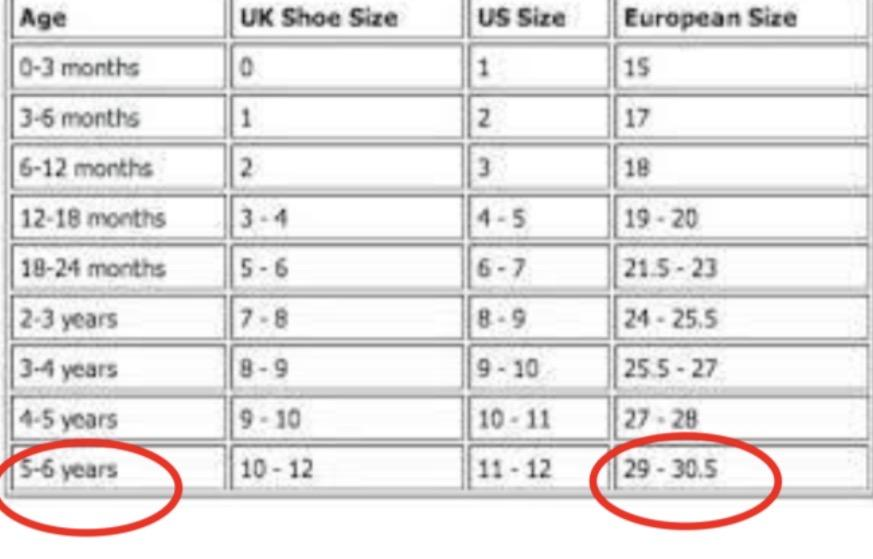 Age UK Shoe Size US Size European Size
0-3 months 0 1 15
3-6 months 1 2 17
6-12 months 2 3 18
12-18 months 3 - 4 4 - 5 19 - 20
18-24 months 5 - 6 6 - 7 21.5 - 23
2-3 years 7 - 8 8 - 9 24 - 25.5
3-4 years 8 - 9 9 - 10 25.5 - 27
4-5 years 9 - 10 10 - 11 27 - 28
5-6 years 10 - 12 11 - 12 29 - 30.5